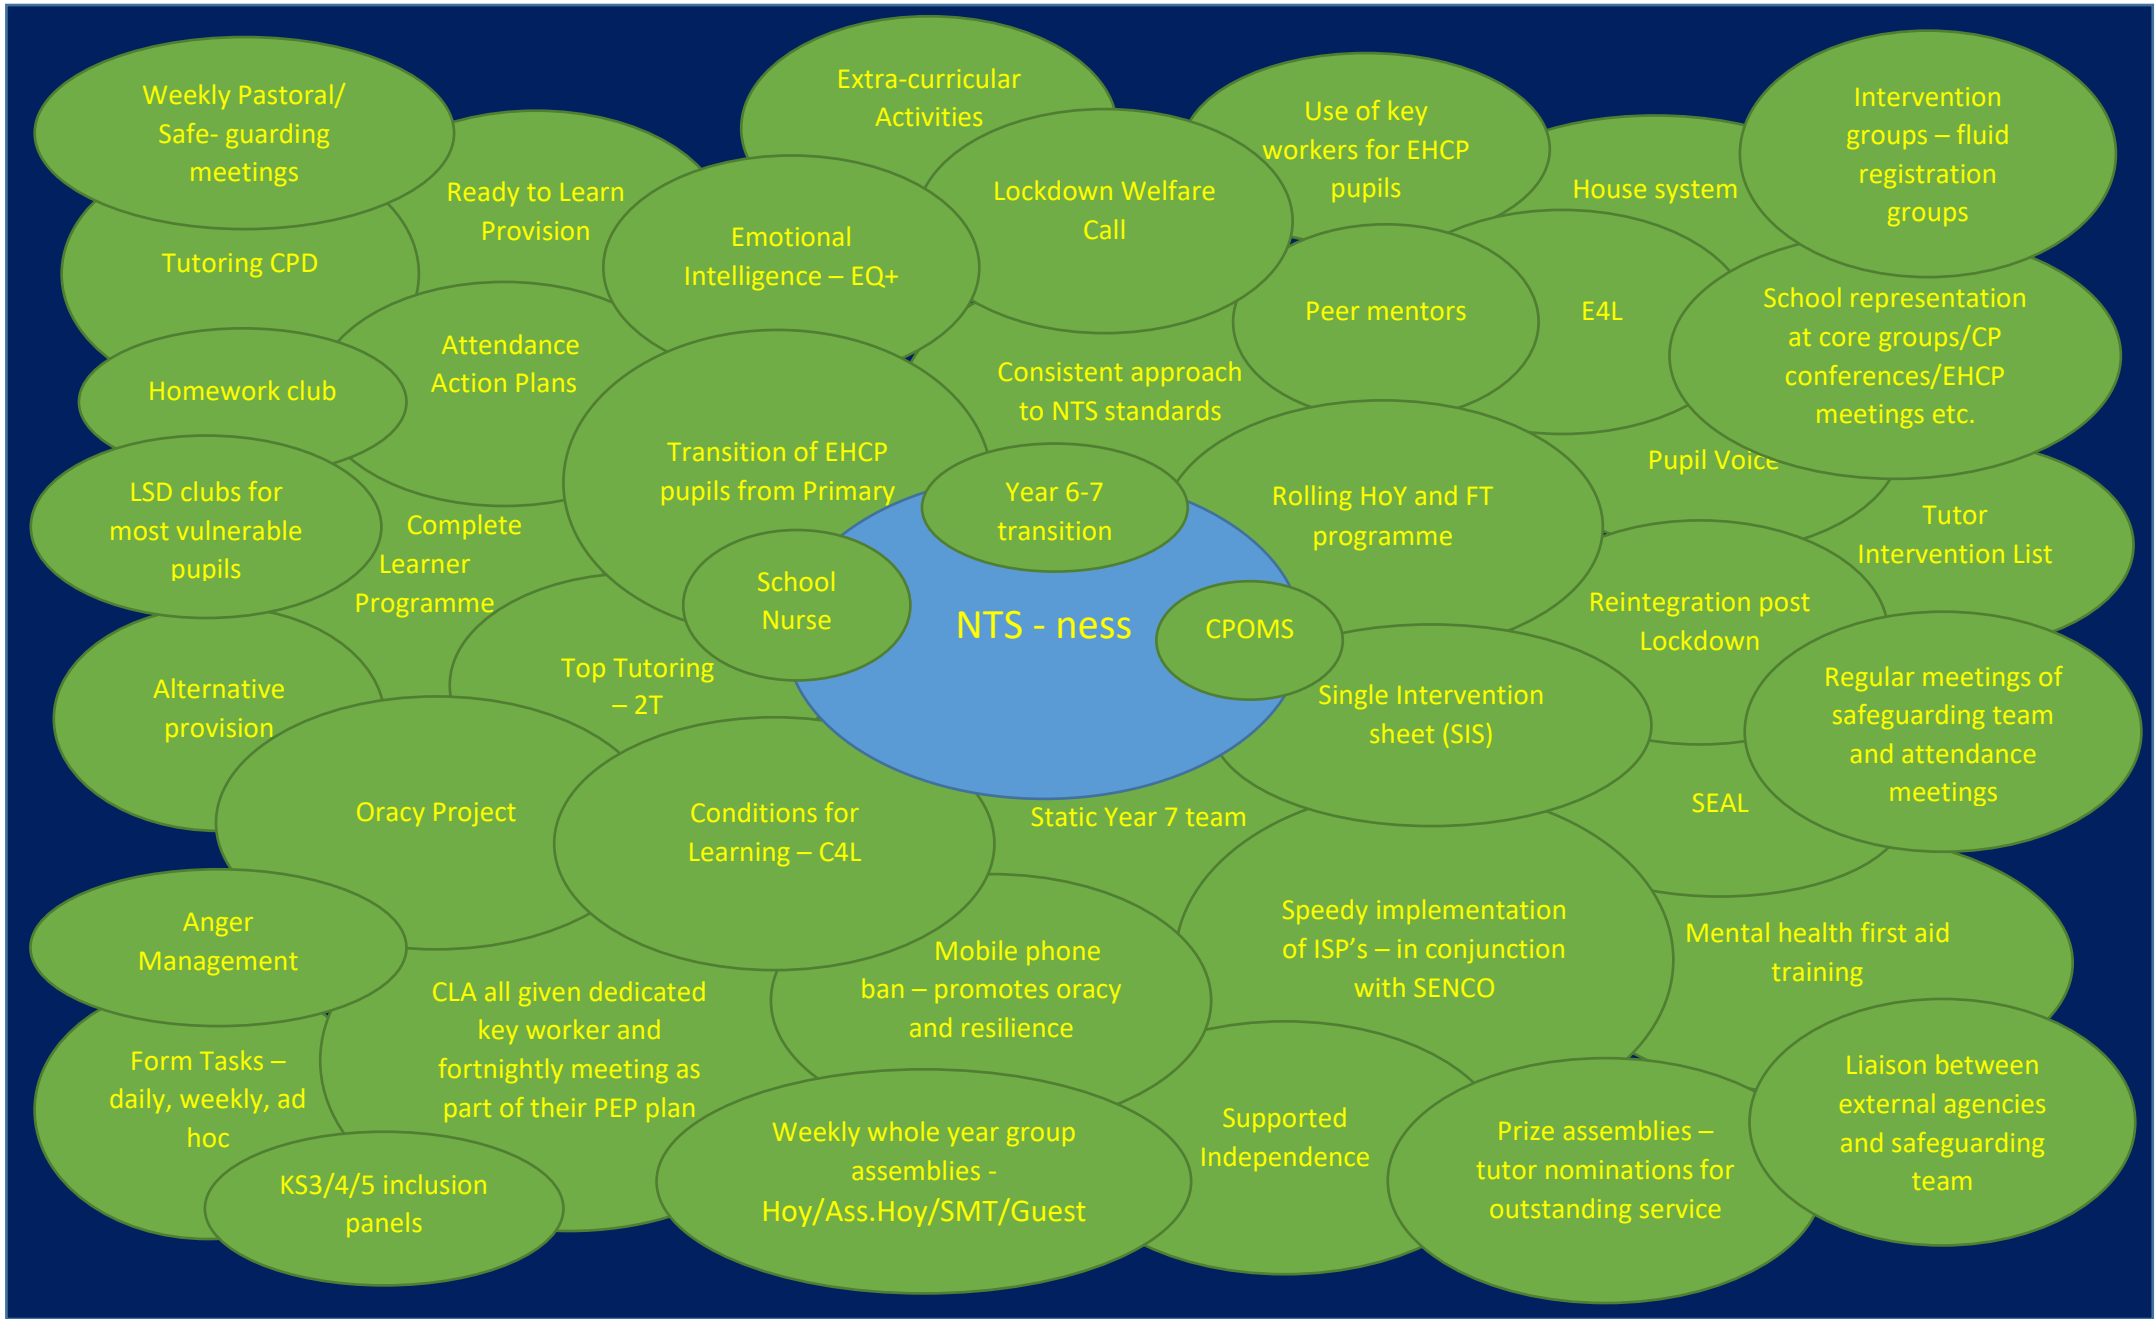 Weekly Pastoral/
Safe- guarding
meetings
Extra-curricular
Activities
Use of key
workers for EHCP
pupils
Intervention
groups – fluid
registration
groups
Ready to Learn
Provision
Lockdown Welfare
Call
House system
Tutoring CPD
Emotional
Intelligence – EQ+
Peer mentors
E4L
School representation
at core groups/CP
conferences/EHCP
meetings etc.
Attendance
Action Plans
Homework club
Consistent approach
to NTS standards
Transition of EHCP
pupils from Primary
Pupil Voice
LSD clubs for
most vulnerable
pupils
Complete
Learner
Programme
Year 6-7
transition
Rolling HoY and FT
programme
Tutor
Intervention List
School
Nurse
NTS - ness
CPOMS
Reintegration post
Lockdown
Alternative
provision
Top Tutoring
– 2T
Single Intervention
sheet (SIS)
Regular meetings of
safeguarding team
and attendance
meetings
Oracy Project
Conditions for
Learning – C4L
Static Year 7 team
SEAL
Anger
Management
Mobile phone
ban – promotes oracy
and resilience
Speedy implementation
of ISP's – in conjunction
with SENCO
Mental health first aid
training
CLA all given dedicated
key worker and
fortnightly meeting as
part of their PEP plan
Form Tasks –
daily, weekly, ad
hoc
Liaison between
external agencies
and safeguarding
team
KS3/4/5 inclusion
panels
Weekly whole year group
assemblies -
Hoy/Ass.Hoy/SMT/Guest
Supported
Independence
Prize assemblies –
tutor nominations for
outstanding service